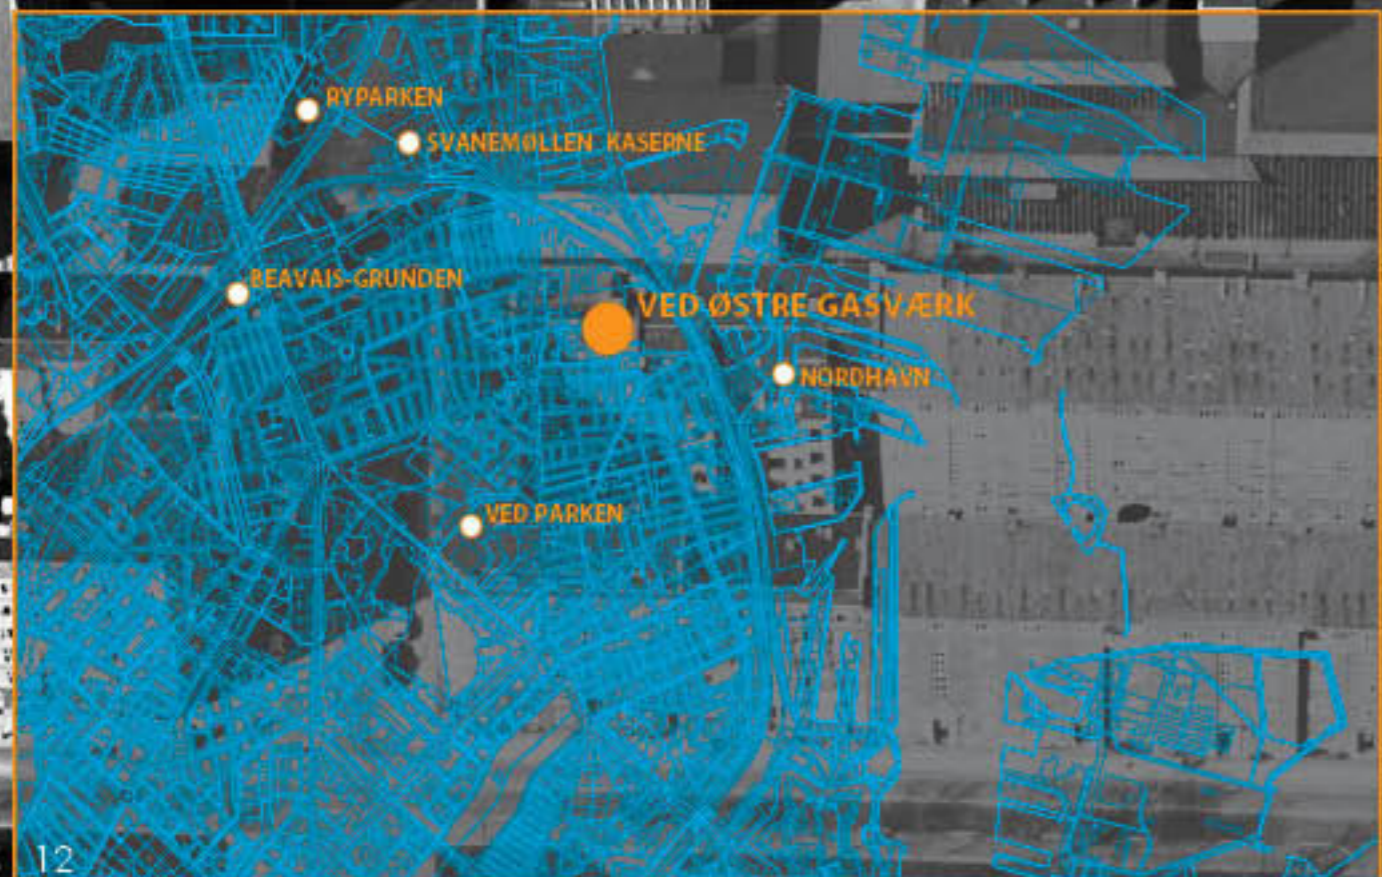 RYPARKEN
SVANEMØLLEN KASERNE
BEAVAIS-GRUNDEN
VED ØSTRE GASVÆRK
NORDHAVN
VED PARKEN
12